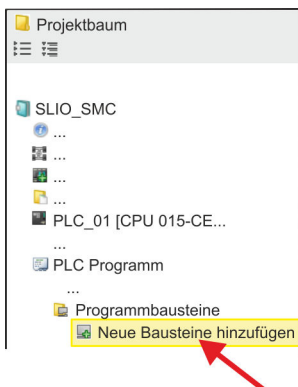 Projektbaum
SLIO_SMC
...
...
...
...
PLC_01 [CPU 015-CE...
...
PLC Programm
...
Programmbausteine
Neue Bausteine hinzufügen